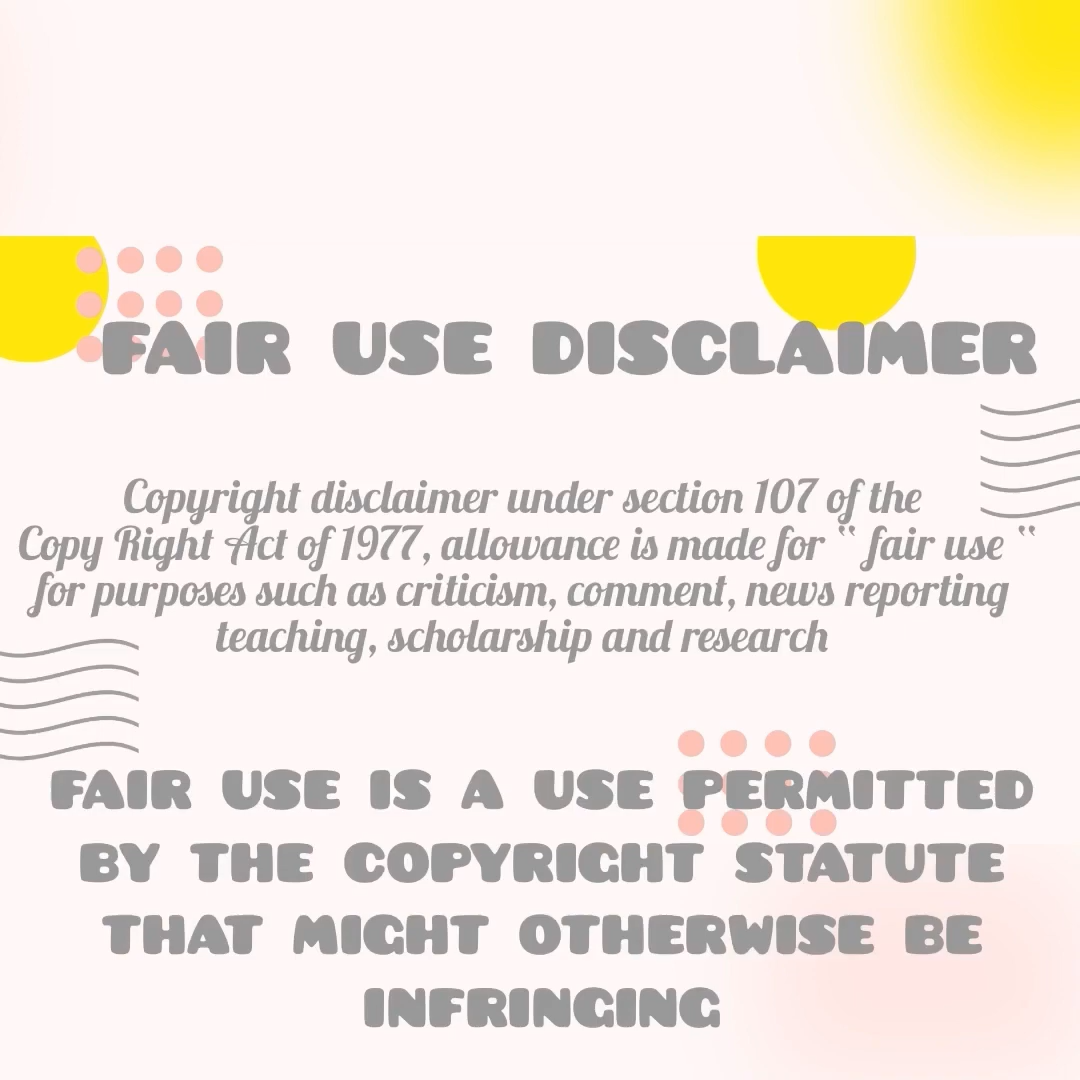 FAIR USE DISCLAIMER
Copyright disclaimer under section 107 of the
Copy Right Act of 1977, allowance is made for “ fair use “
for purposes such as criticism, comment, news reporting
teaching, scholarship and research
FAIR USE IS A USE PERMITTED
BY THE COPYRIGHT STATUTE
THAT MIGHT OTHERWISE BE
INFRINGING